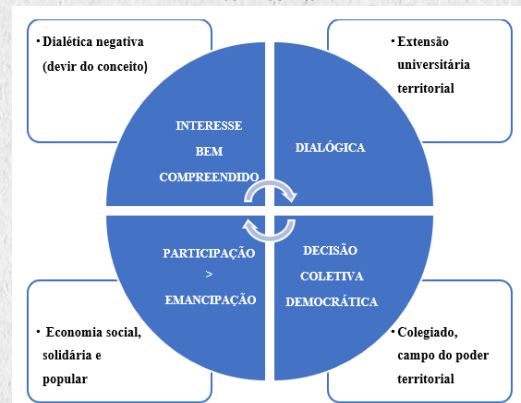 • Dialética negativa
(devir do conceito)
• Extensão
universitária
territorial
INTERESSE
BEM
COMPREENDIDO
DIALÓGICA
PARTICIPAÇÃO
>
EMANCIPAÇÃO
DECISÃO
COLETIVA
DEMOCRÁTICA
• Economia social,
solidária e
popular
• Colegiado,
campo do poder
territorial